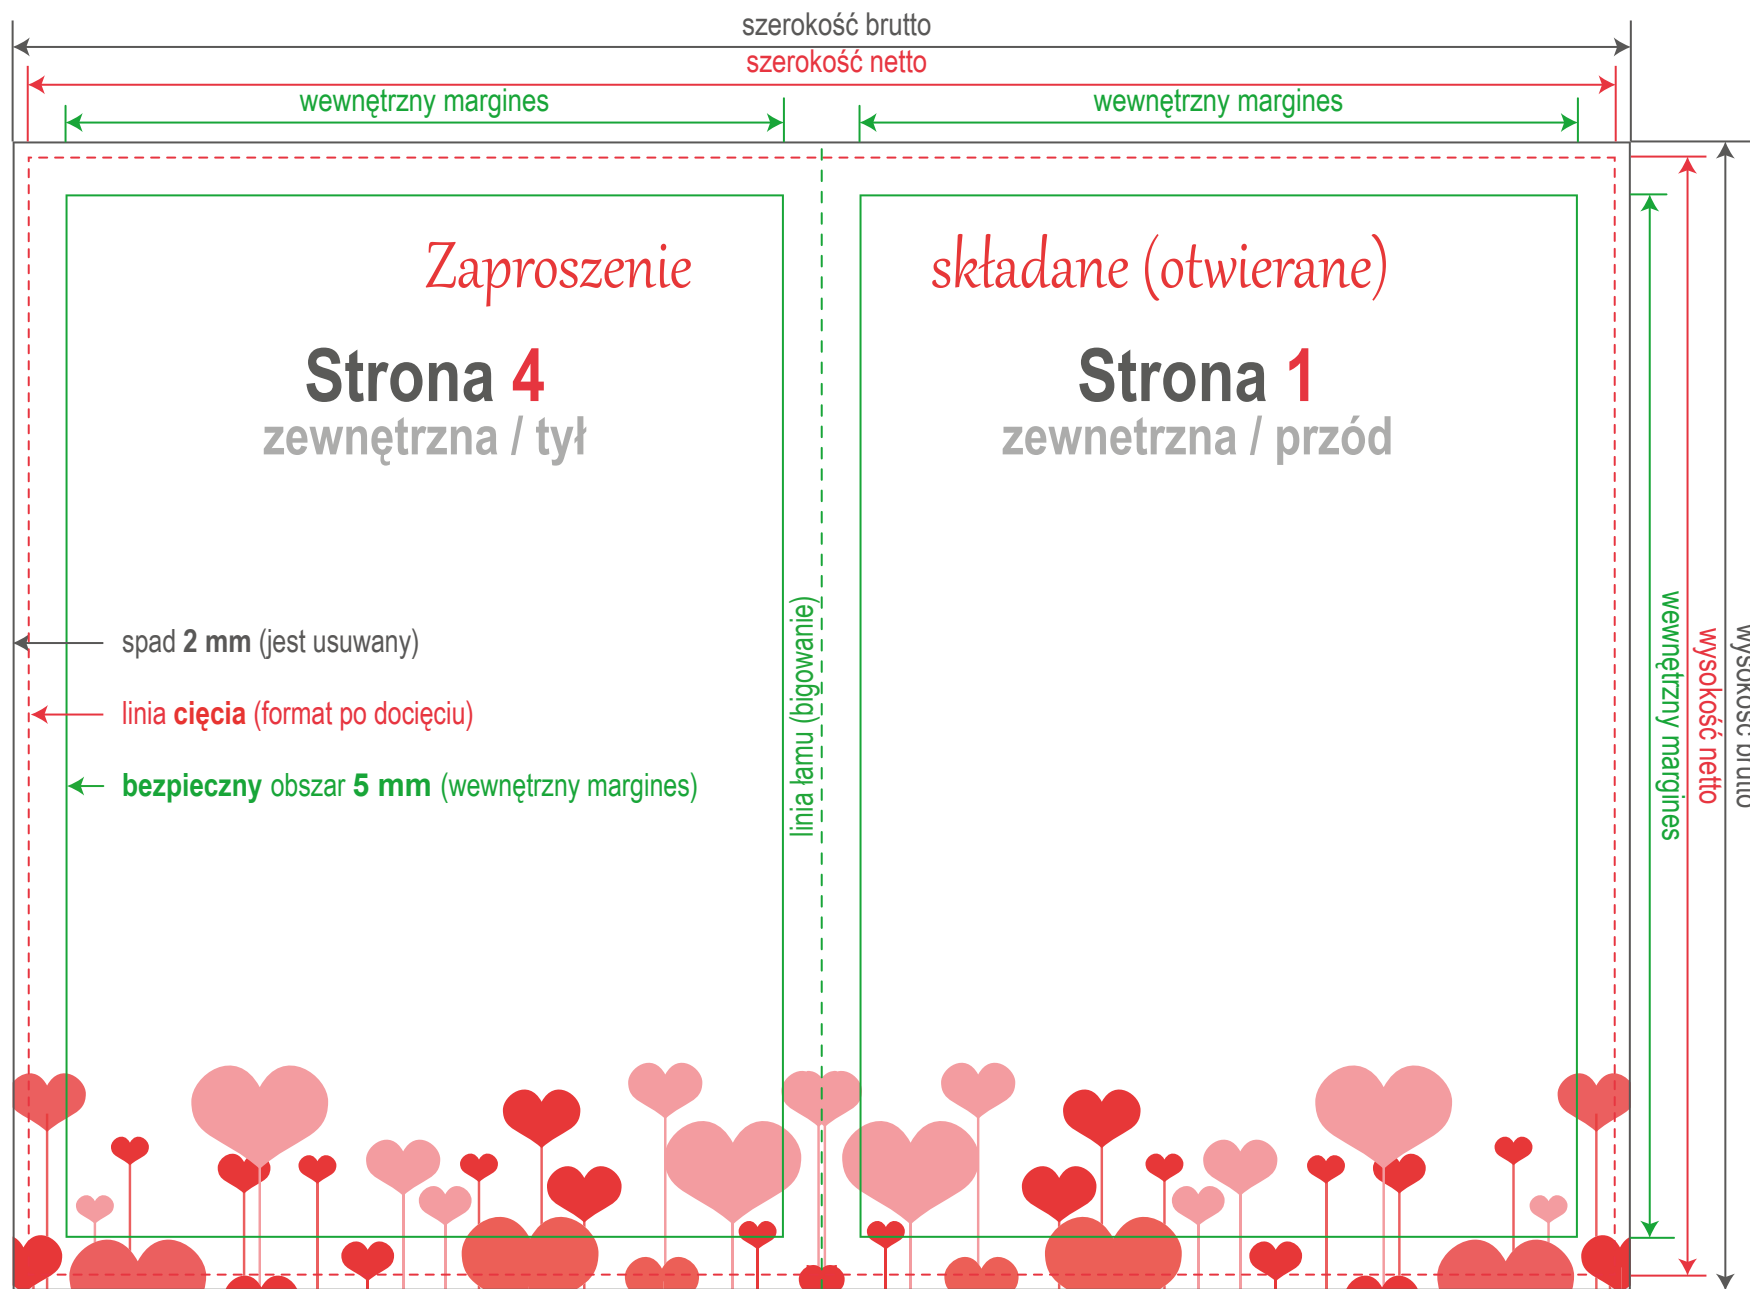 szerokość brutto
szerokość netto
wewnętrzny margines
wewnętrzny margines
Zaproszenie składane (otwierane)
Strona 4
zewnętrzna / tył
Strona 1
zewnetrzna / przód
spad 2 mm (jest usuwany)
linia cięcia (format po docięciu)
bezpieczny obszar 5 mm (wewnętrzny margines)
linia łamu (bigowanie)
wewnętrzny margines
wysokość netto
wysokość brutto